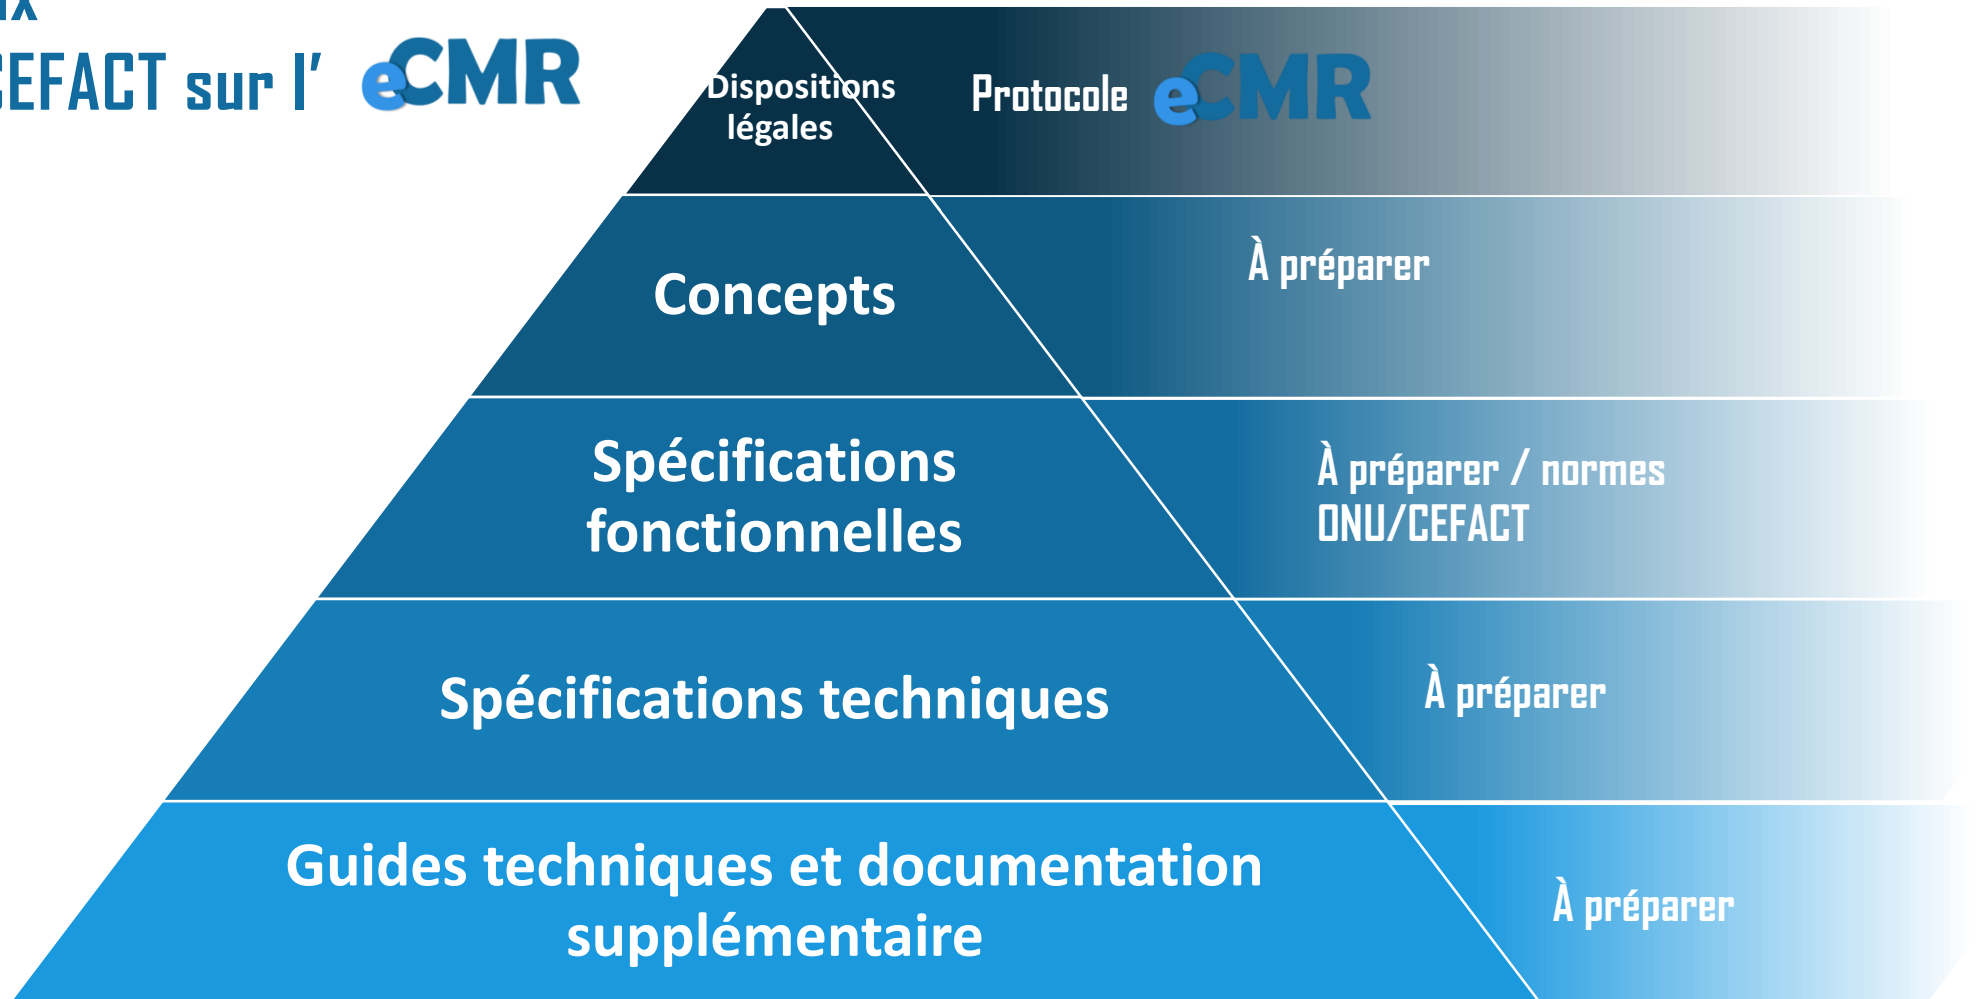 CEFACT sur l’ eCMR
Dispositions
légales
Protocole eCMR
Concepts
À préparer
Spécifications
fonctionnelles
À préparer / normes
ONU/CEFACT
Spécifications techniques
À préparer
Guides techniques et documentation
supplémentaire
À préparer